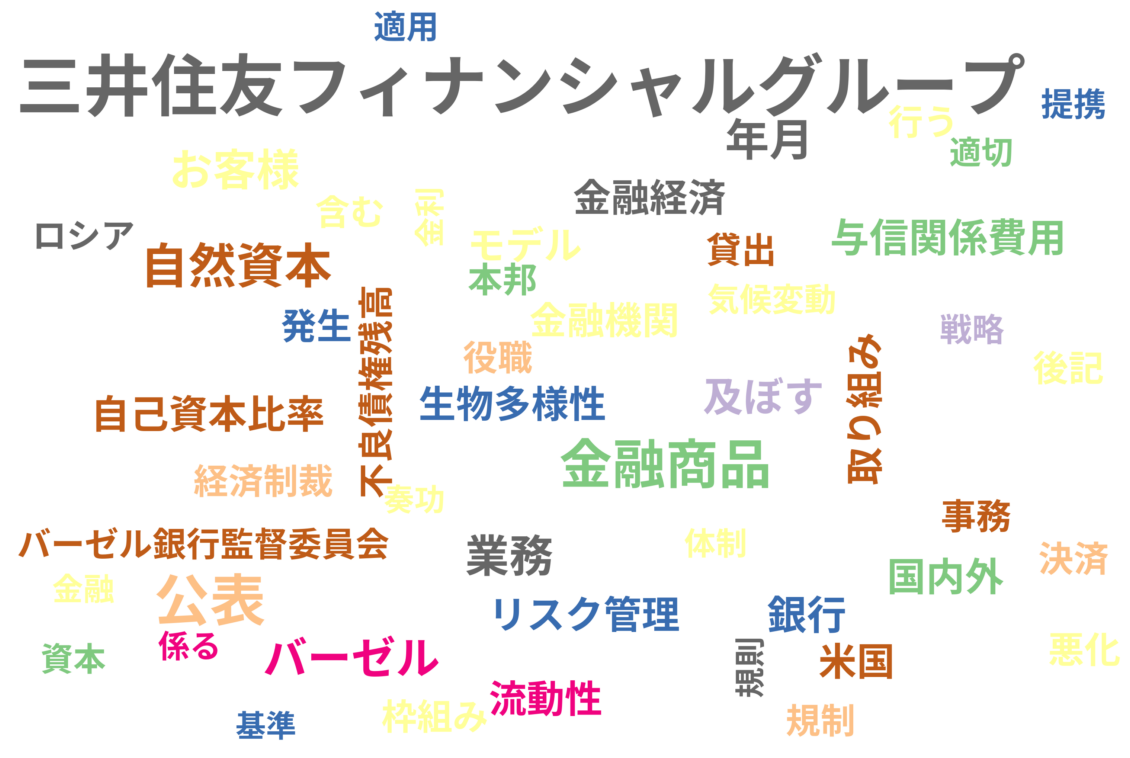 適用
三井住友フィナンシャルグループ
提携
行う
年月
適切
お客様
金融経済
含む
金利
ロシア
与信関係費用
モデル
貸出
自然資本
本邦
気候変動
発生
金融機関
戦略
不良債権残高
役職
後記
及ぼす
取り組み
生物多様性
自己資本比率
金融商品
経済制裁
奏功
事務
バーゼル銀行監督委員会
体制
業務
決済
国内外
金融
公表
リスク管理
銀行
係る
バーゼル
資本
規則
米国
悪化
流動性
枠組み
規制
基準